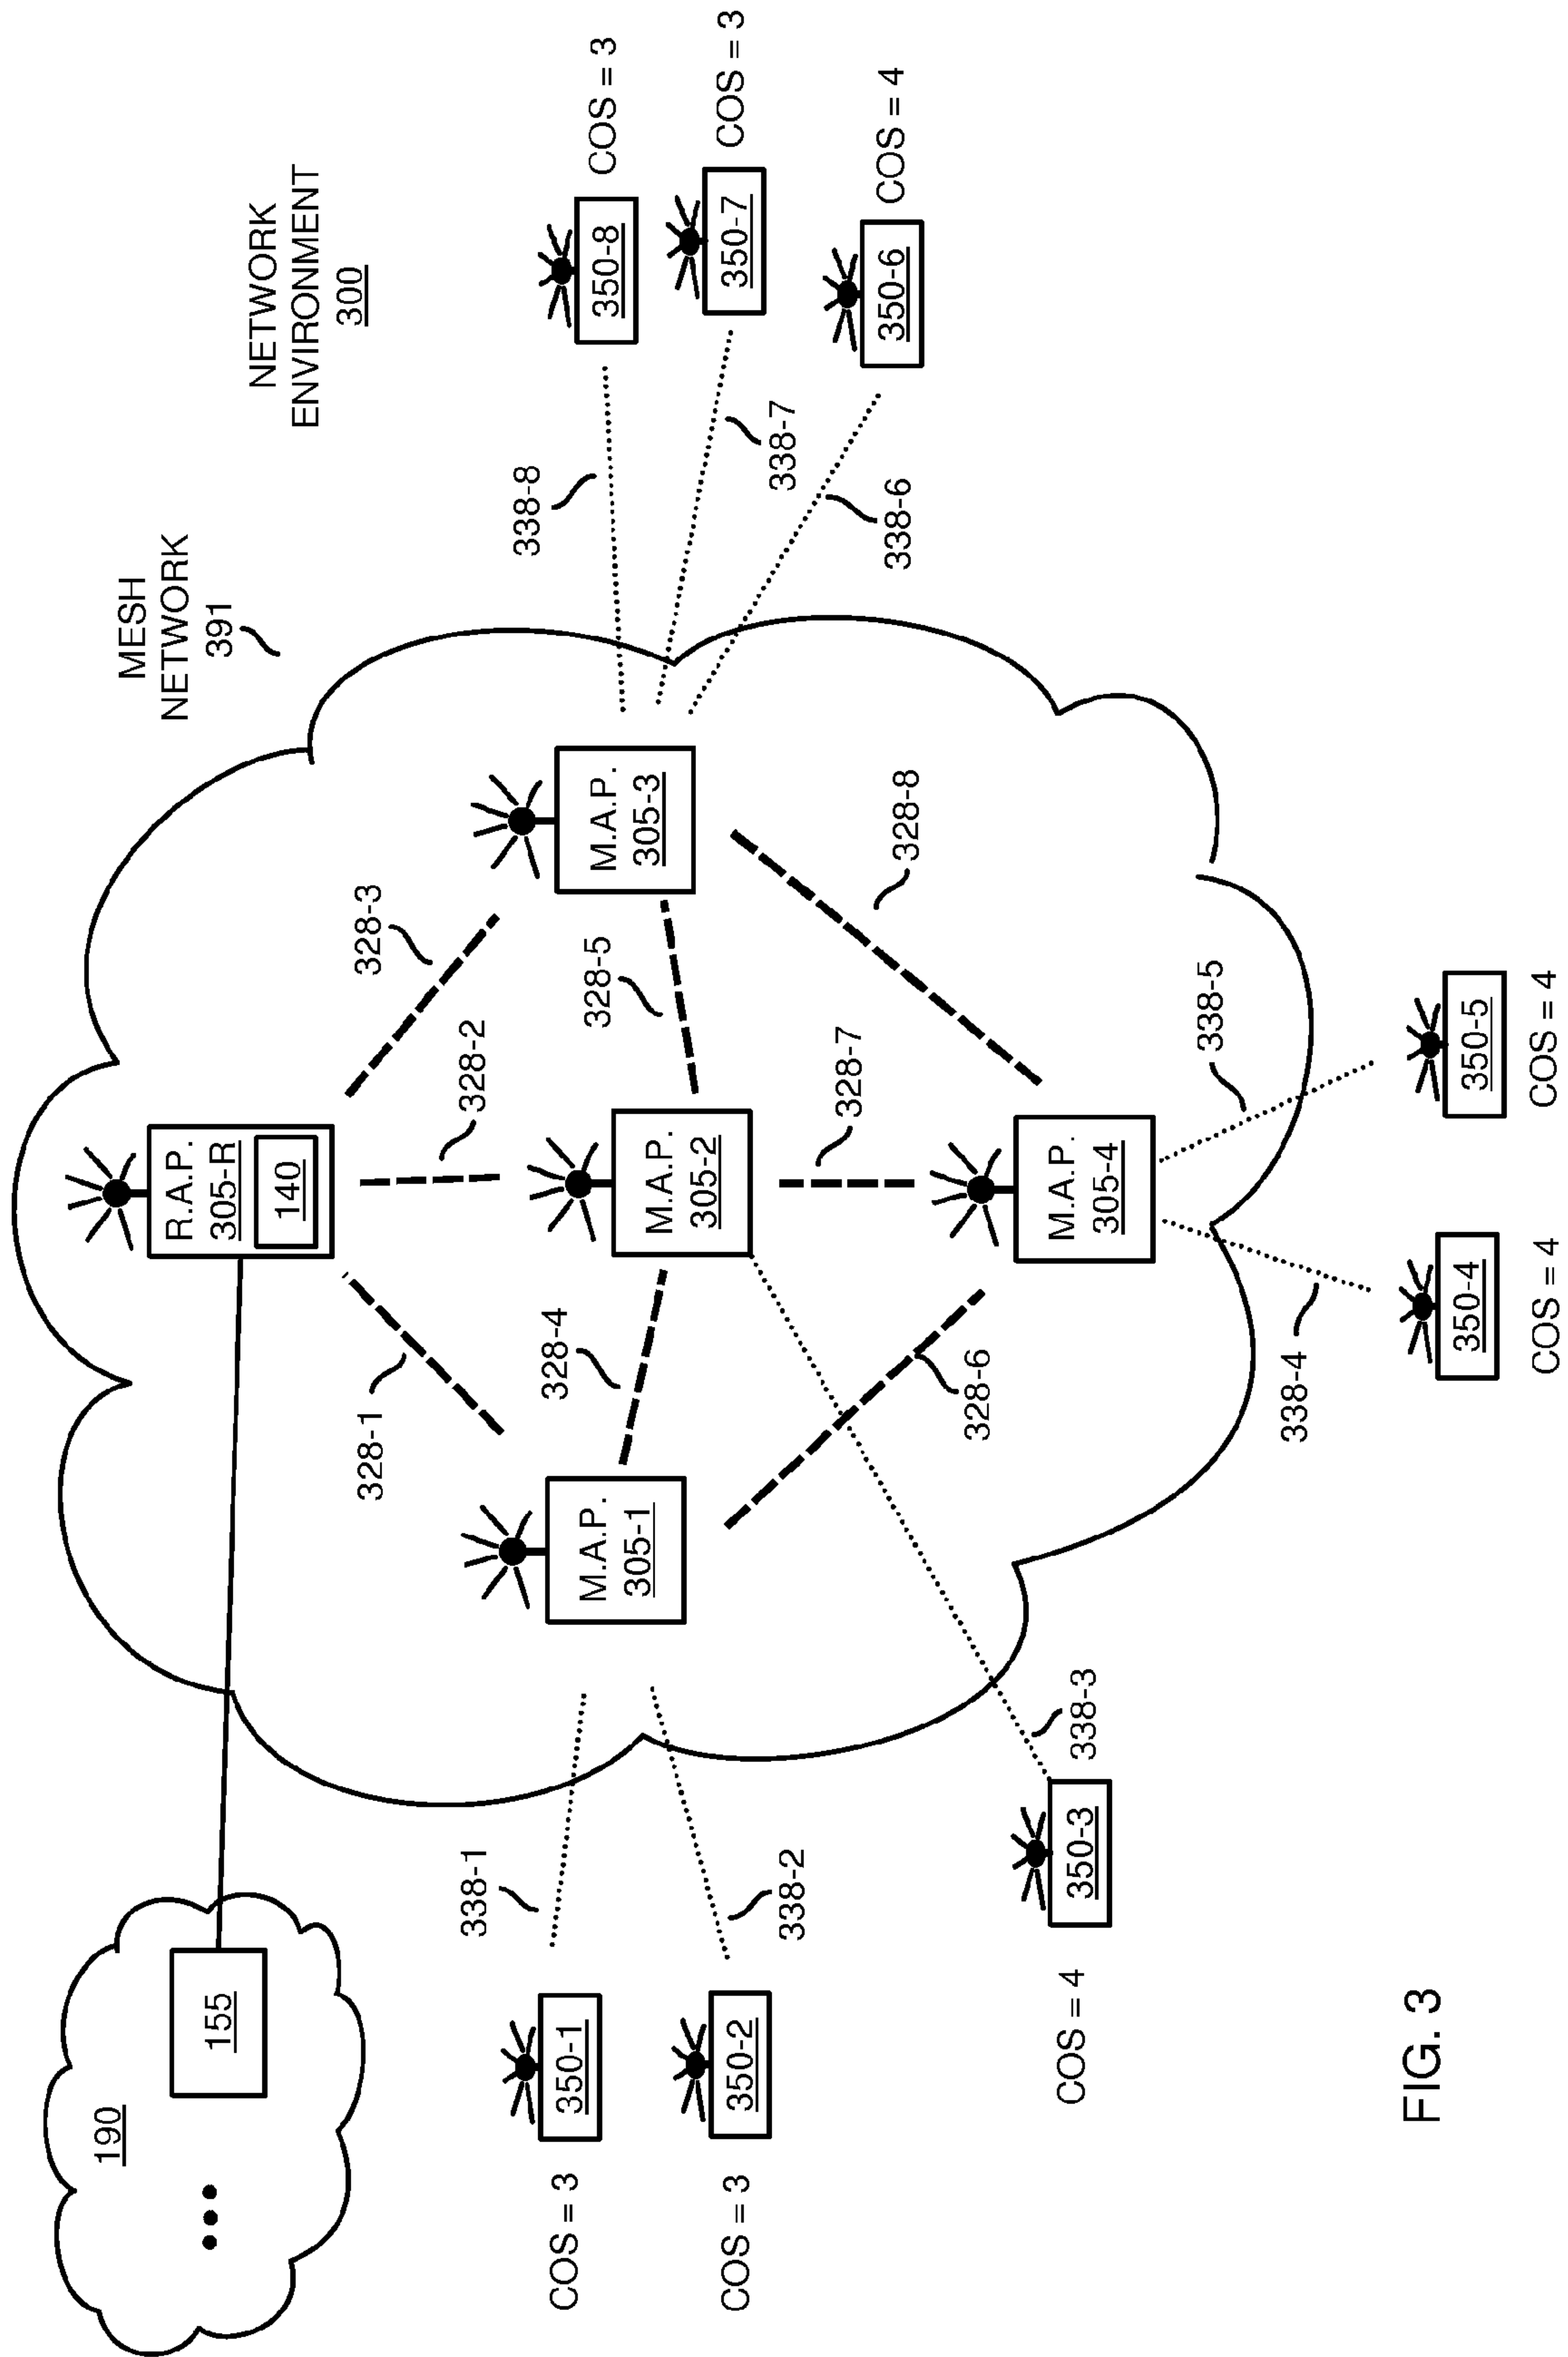 NETWORK
ENVIRONMENT
300
MESH
NETWORK
391
190
155
R.A.P.
305-R
140
328-1
328-2
328-3
M.A.P.
305-1
M.A.P.
305-2
M.A.P.
305-3
328-4
328-5
328-6
328-7
328-8
M.A.P.
305-4
338-1
338-2
338-3
338-4
338-5
338-6
338-7
338-8
350-1
COS = 3
350-2
COS = 3
350-3
COS = 4
350-4
COS = 4
350-5
COS = 4
350-6
COS = 4
350-7
COS = 3
350-8
COS = 3
FIG. 3